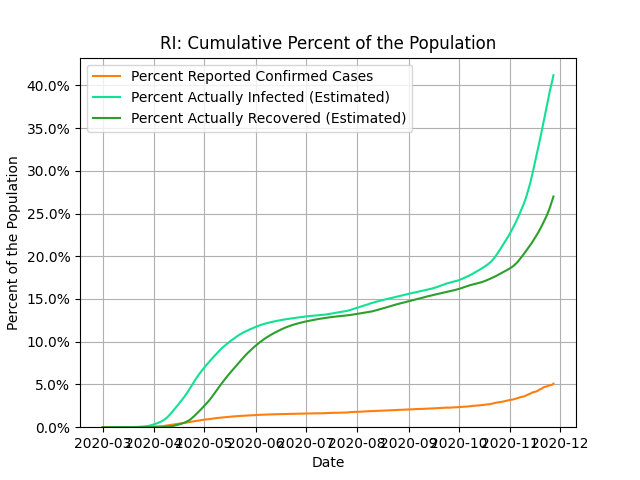 RI: Cumulative Percent of the Population
Percent Reported Confirmed Cases
Percent Actually Infected (Estimated)
Percent Actually Recovered (Estimated)
Percent of the Population
40.0%
35.0%
30.0%
25.0%
20.0%
15.0%
10.0%
5.0%
0.0%
2020-03 2020-04 2020-05 2020-06 2020-07 2020-08 2020-09 2020-10 2020-11 2020-12
Date